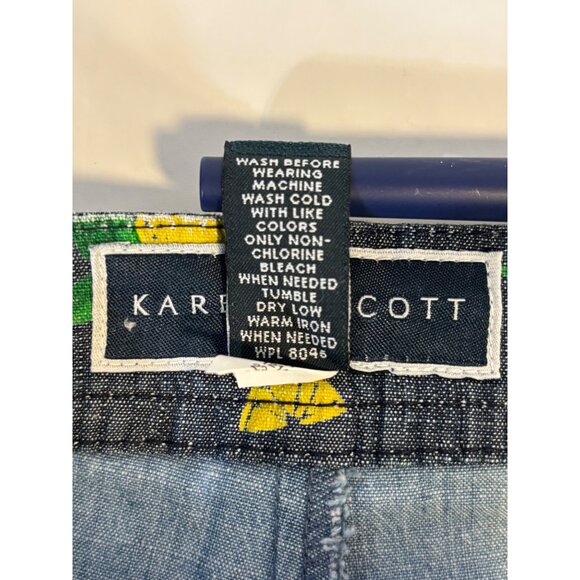 WASH BEFORE
WEARING
MACHINE
WASH COLD
WITH LIKE
COLORS
ONLY NON-
CHLORINE
BLEACH
WHEN NEEDED
TUMBLE
DRY LOW
WARM IRON
WHEN NEEDED
WPL 8046
KARE COTT